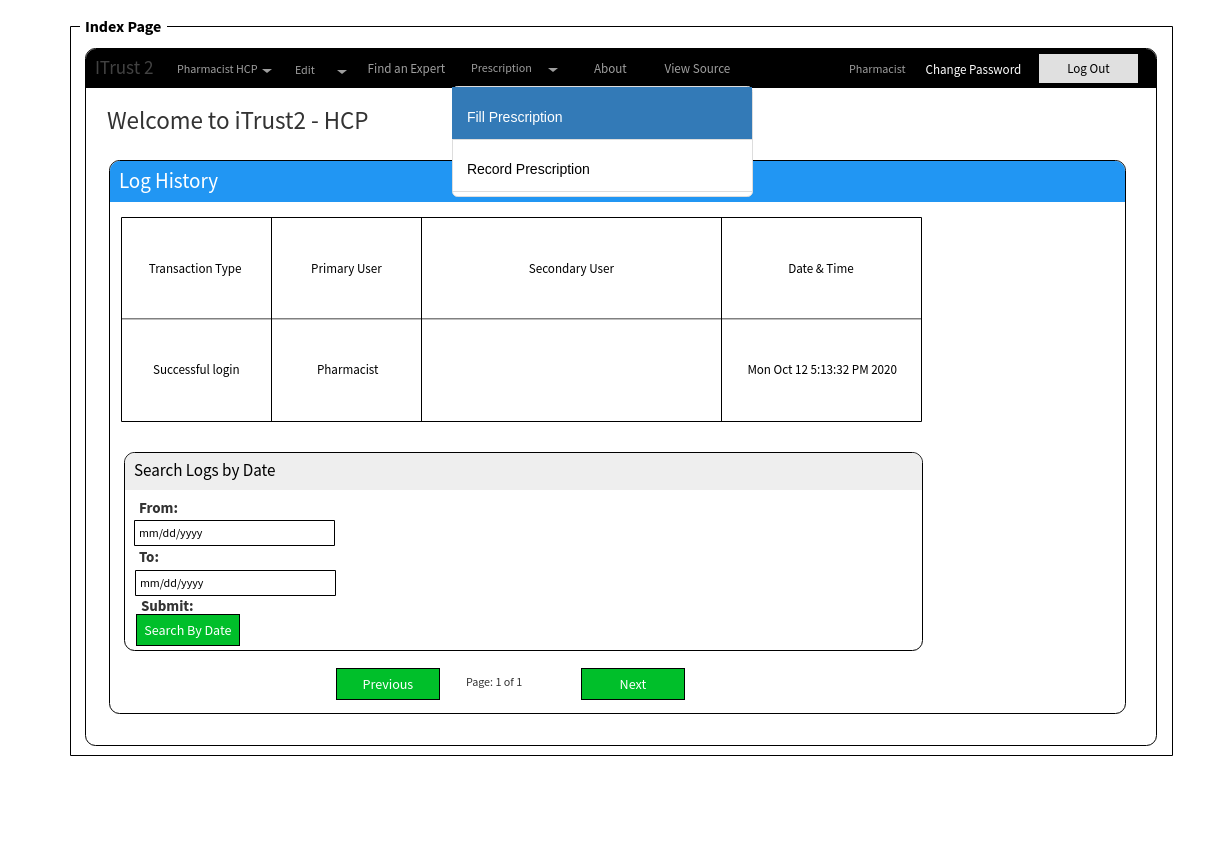 Index Page
ITrust 2 Pharmacist HCP Edit Find an Expert Prescription About View Source Pharmacist Change Password Log Out
Fill Prescription
Welcome to iTrust2 - HCP
Record Prescription
Log History
Transaction Type Primary User Secondary User Date & Time
Successful login Pharmacist Mon Oct 12 5:13:32 PM 2020
Search Logs by Date
From:
mm/dd/yyyy
To:
mm/dd/yyyy
Submit:
Search By Date
Previous Page: 1 of 1 Next